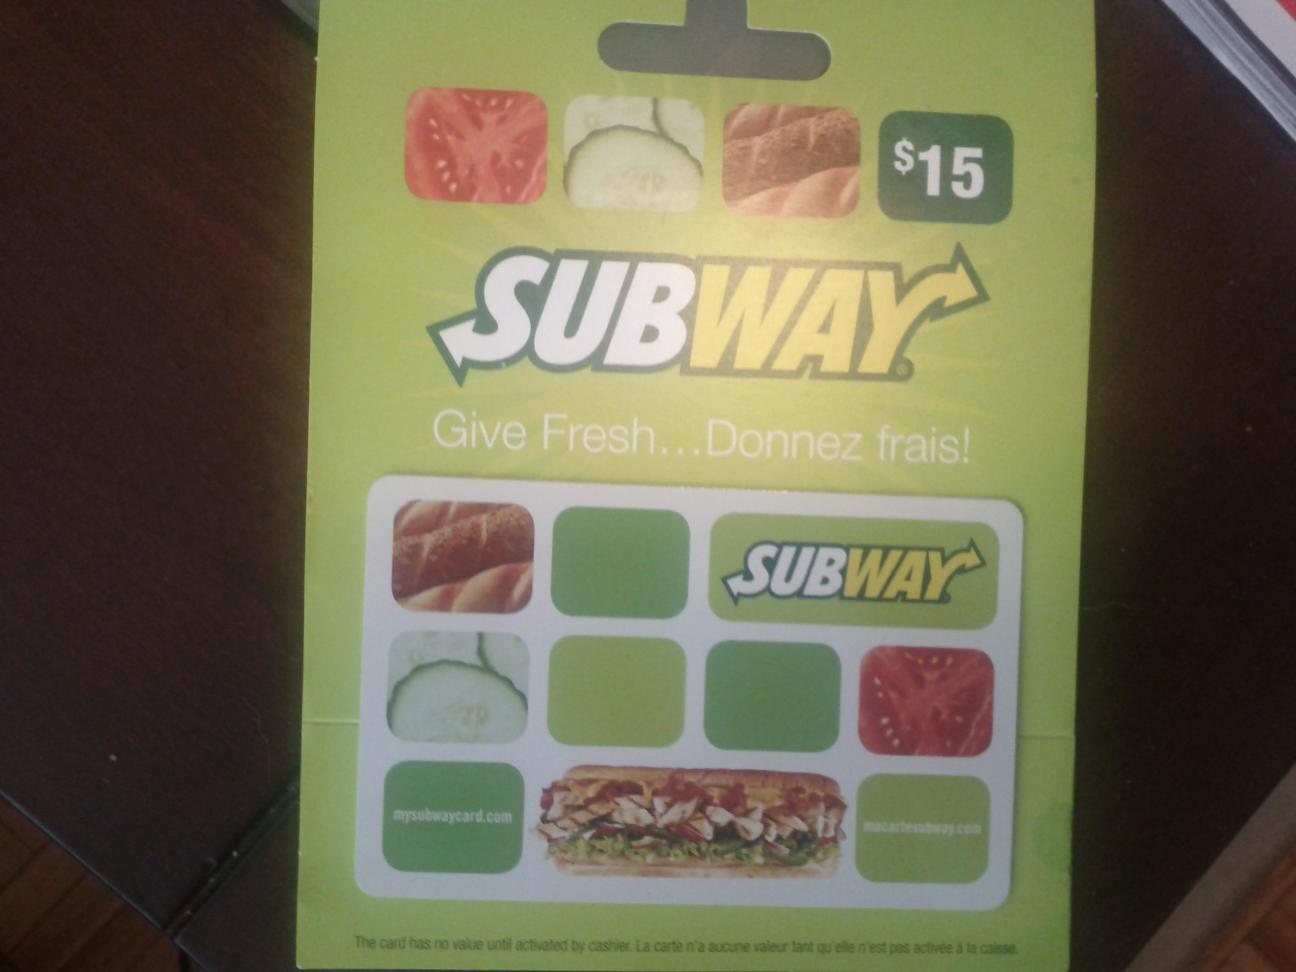 $15
SUBWAY®
Give Fresh...Donnez frais!
SUBWAY
mysubwaycard.com
macartesubway.com
The card has no value until activated by cashier. La carte n'a aucune valeur tant qu'elle n'est pas activée à la caisse.